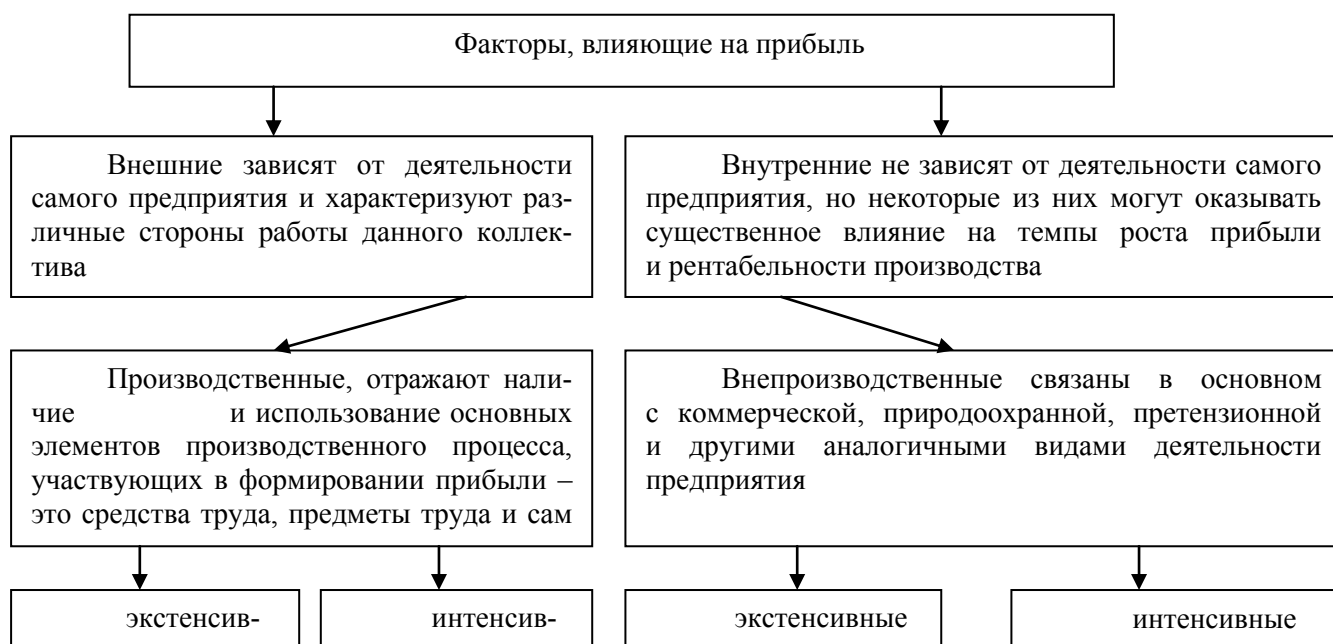 Факторы, влияющие на прибыль
Внешние зависят от деятельности
самого предприятия и характеризуют раз-
личные стороны работы данного коллек-
тива
Внутренние не зависят от деятельности самого
предприятия, но некоторые из них могут оказывать
существенное влияние на темпы роста прибыли
и рентабельности производства
Производственные, отражают нали-
чие и использование основных
элементов производственного процесса,
участвующих в формировании прибыли –
это средства труда, предметы труда и сам
Внепроизводственные связаны в основном
с коммерческой, природоохранной, претензионной
и другими аналогичными видами деятельности
предприятия
экстенсив-
интенсив-
экстенсивные
интенсивные